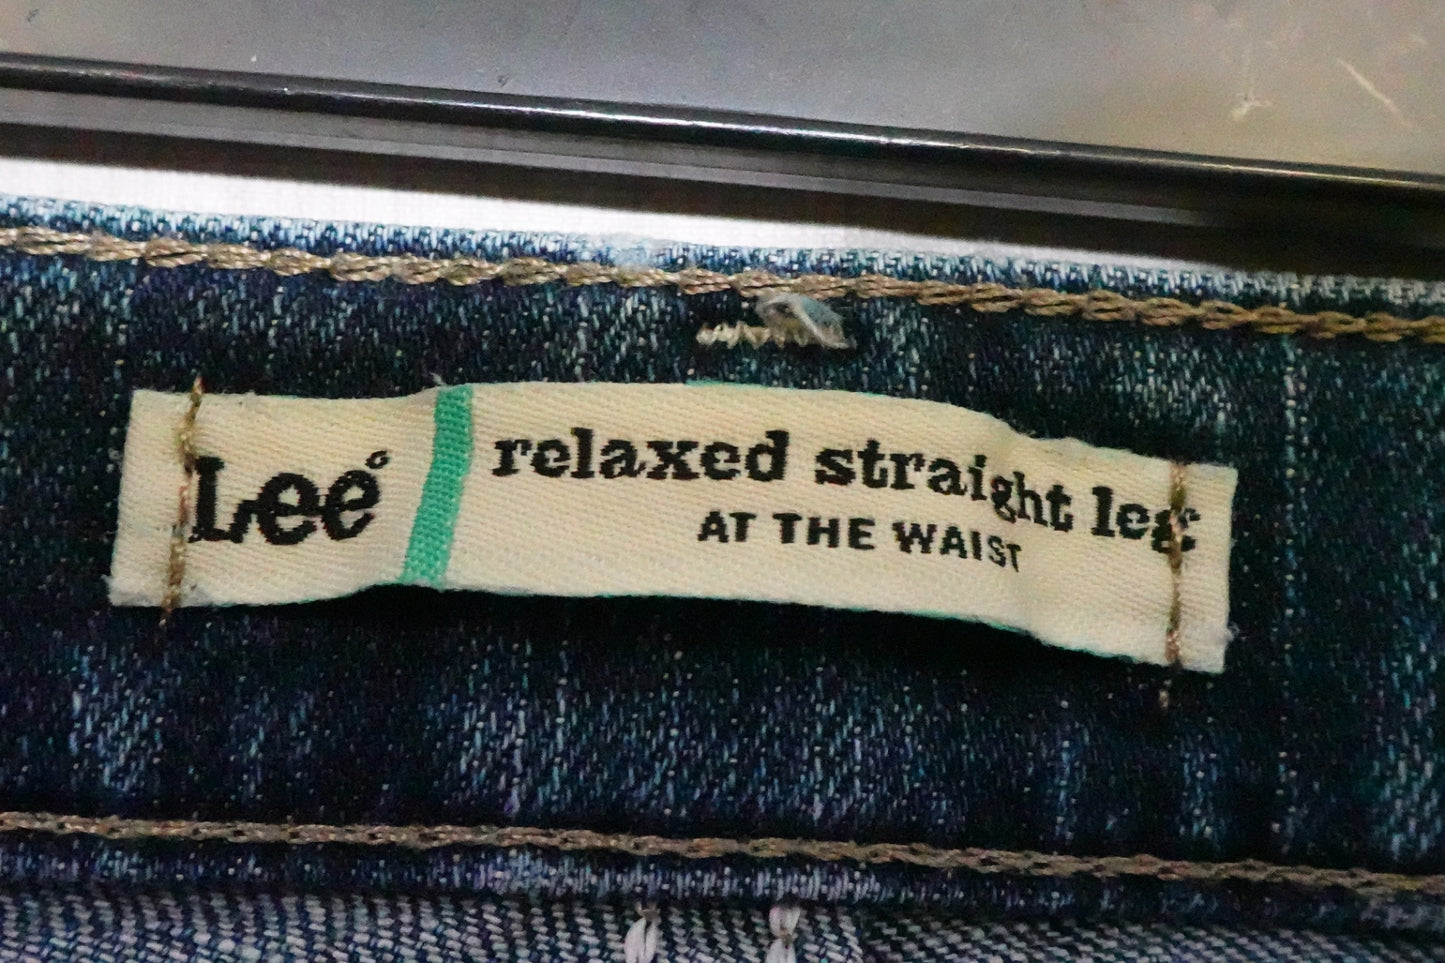 Lee®
relaxed straight leg
AT THE WAIST